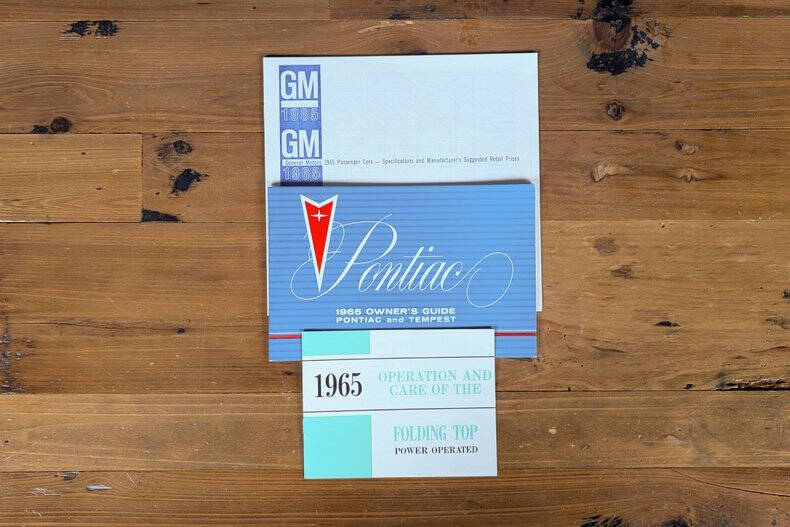 GM
1965
GM
General Motors 1965 Passenger Cars — Specifications and Manufacturer's Suggested Retail Prices
1965
Pontiac
1965 OWNER'S GUIDE
PONTIAC and TEMPEST
1965
OPERATION AND
CARE OF THE
FOLDING TOP
POWER OPERATED